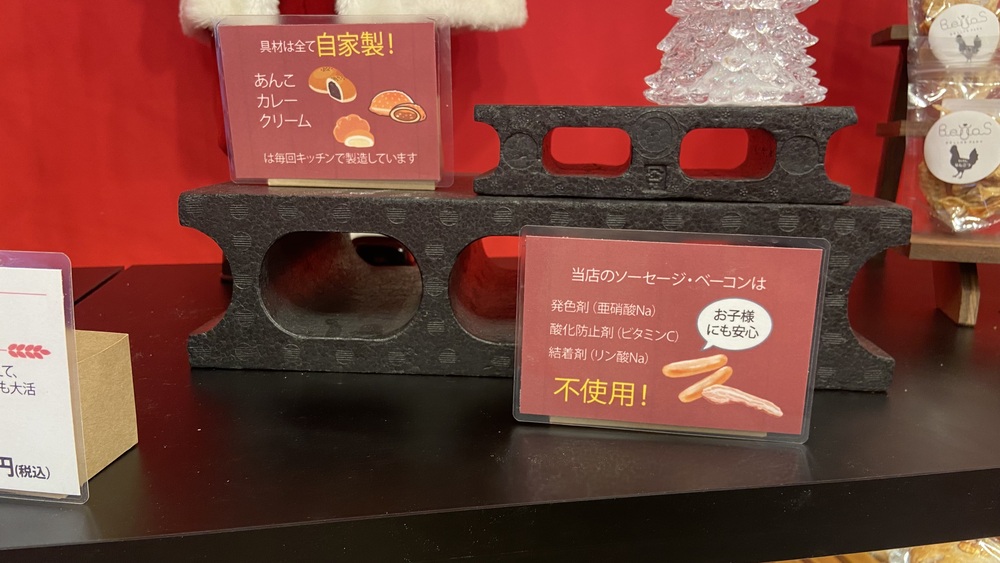 具材は全て自家製!
あんこ
カレー
クリーム
は毎回キッチンで製造しています
当店のソーセージ・ベーコンは
発色剤(亜硝酸Na)
酸化防止剤(ビタミンC)
結着剤(リン酸Na)
不使用!
お子様
にも安心
て、
も大活
円(税込)